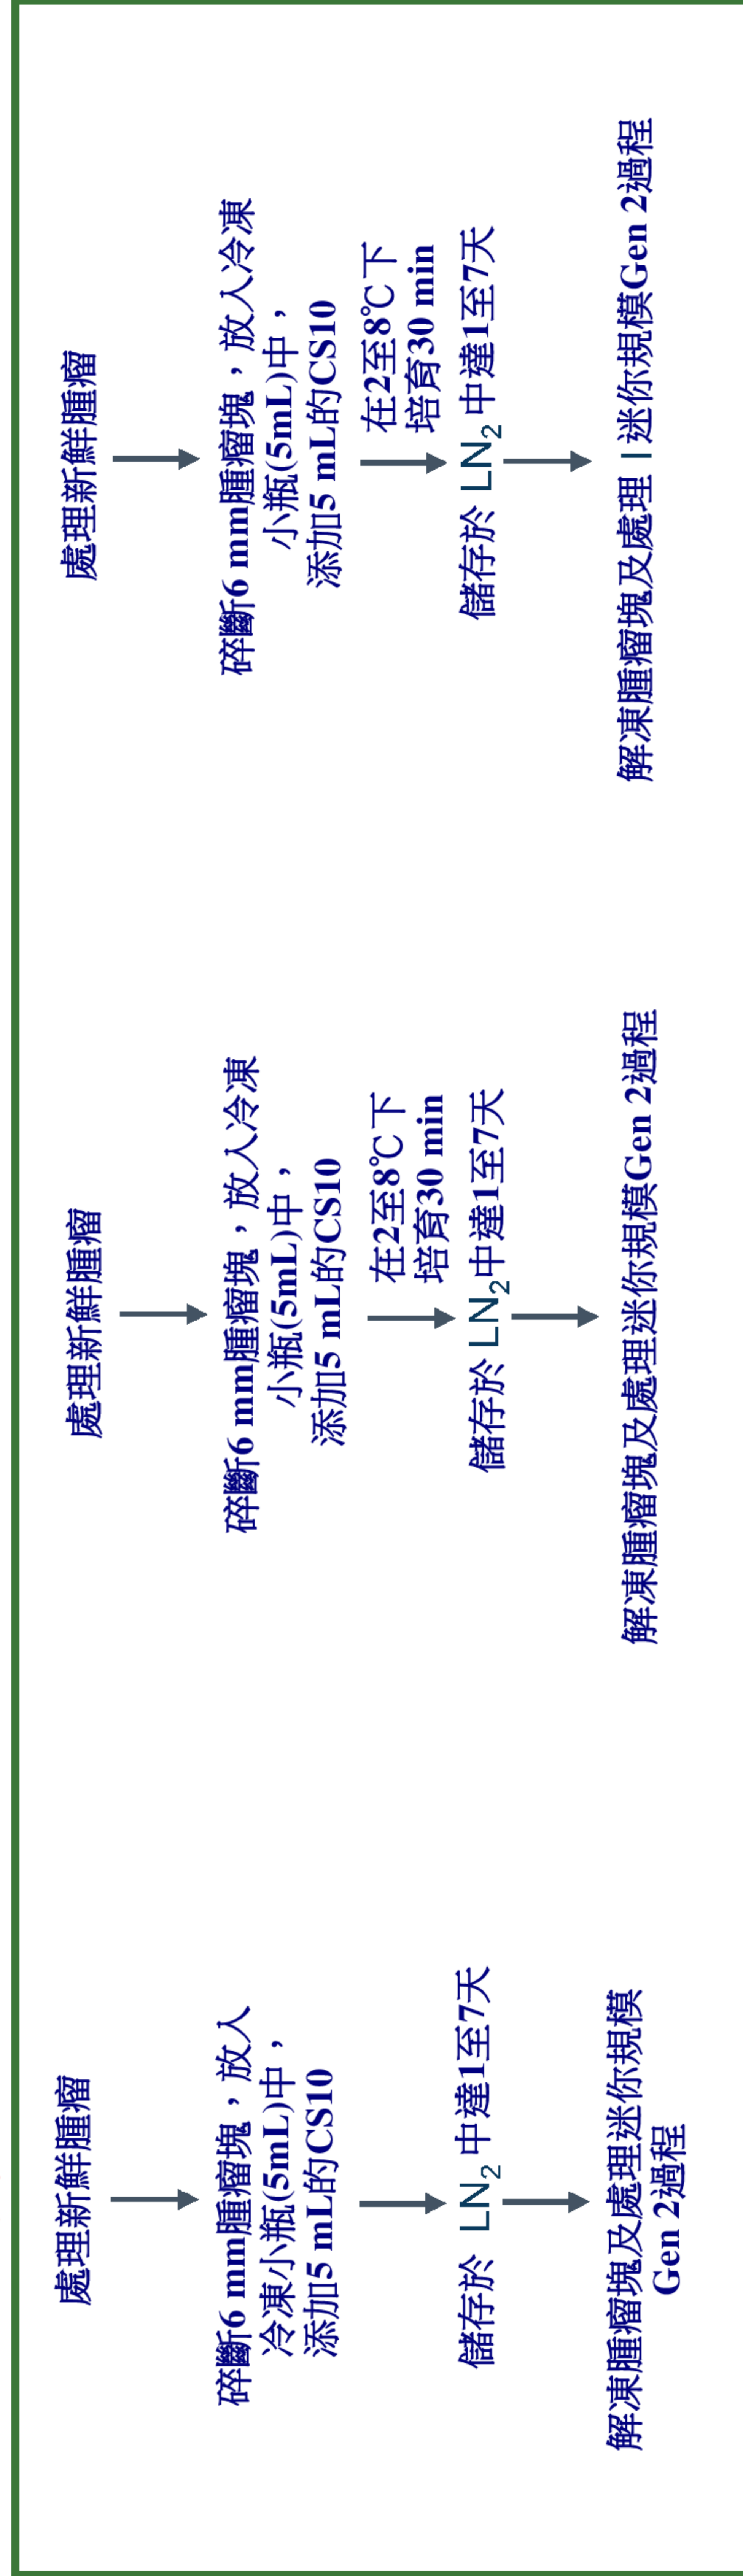 處理新鮮腫瘤
碎斷6 mm腫瘤塊，放入
冷凍小瓶(5mL)中，
添加5 mL的CS10
儲存於 LN₂ 中達1至7天
解凍腫瘤塊及處理迷你規模
Gen 2過程
處理新鮮腫瘤
碎斷6 mm腫瘤塊，放入冷凍
小瓶(5mL)中，
添加5 mL的CS10
在2至8℃下
培育30 min
儲存於 LN₂中達1至7天
解凍腫瘤塊及處理迷你規模Gen 2過程
處理新鮮腫瘤
碎斷6 mm腫瘤塊，放入冷凍
小瓶(5mL)中，
添加5 mL的CS10
在2至8℃下
培育30 min
儲存於 LN₂ 中達1至7天
解凍腫瘤塊及處理 I 迷你規模Gen 2過程